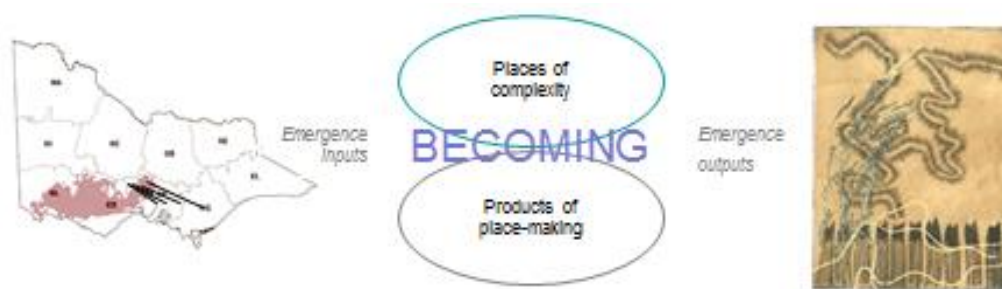 Places of
complexity
Emergence
Inputs
BECOMING
Emergence
outputs
Products of
place-making